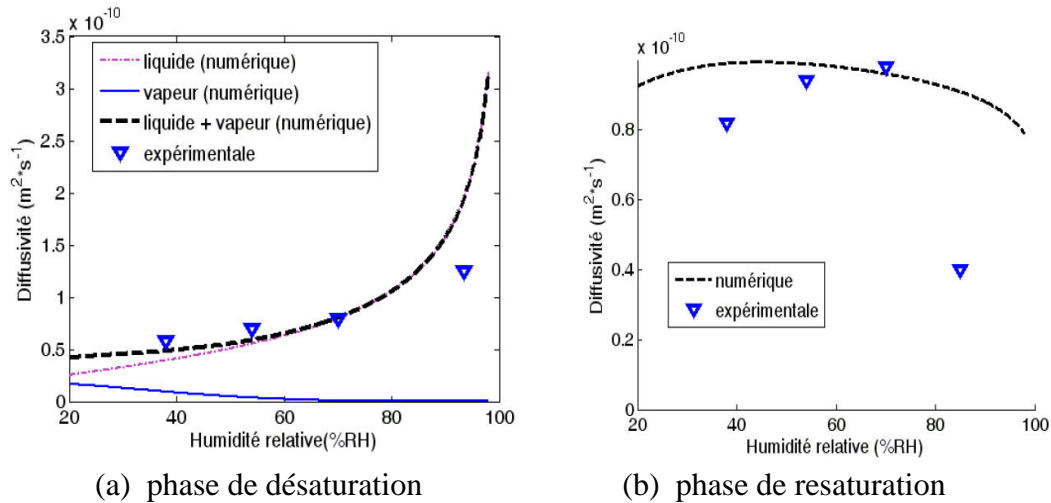 x 10⁻¹⁰
3.5
3
2.5
2
1.5
1
0.5
0
Diffusivité (m²*s⁻¹)
liquide (numérique)
vapeur (numérique)
liquide + vapeur (numérique)
expérimentale
20 40 60 80 100
Humidité relative(%RH)
(a) phase de désaturation
x 10⁻¹⁰
0.8
0.6
0.4
0.2
0
Diffusivité (m²*s⁻¹)
numérique
expérimentale
20 40 60 80 100
Humidité relative (%RH)
(b) phase de resaturation